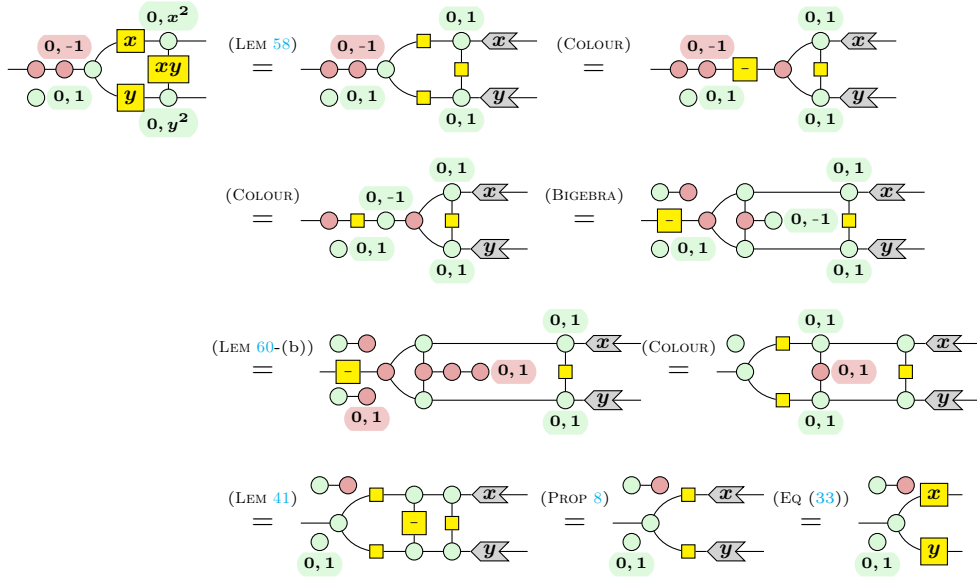 0, x² 0, 1 0, 1
0, -1 x (LEM 58) 0, -1 x (COLOUR) 0, -1 x
xy = = -
0, 1 y 0, 1 y 0, 1 y
0, y² 0, 1 0, 1
0, 1 0, 1
(COLOUR) 0, -1 x (BIGEBRA) x
= = - 0, -1
0, 1 y 0, 1 y
0, 1 0, 1
0, 1 0, 1
(LEM 60-(B)) x (COLOUR) x
= - 0, 1 = 0, 1
y y
0, 1 0, 1 0, 1
(LEM 41) x (PROP 8) x (EQ (33)) x
= - = =
y y y
0, 1 0, 1 0, 1